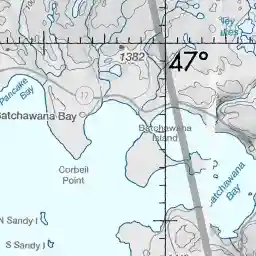 1382
47°
Pancake
Bay
17
Batchawana Bay
Batchawana
Island
Corbeil
Point
Batchawana
Bay
N Sandy I
S Sandy I